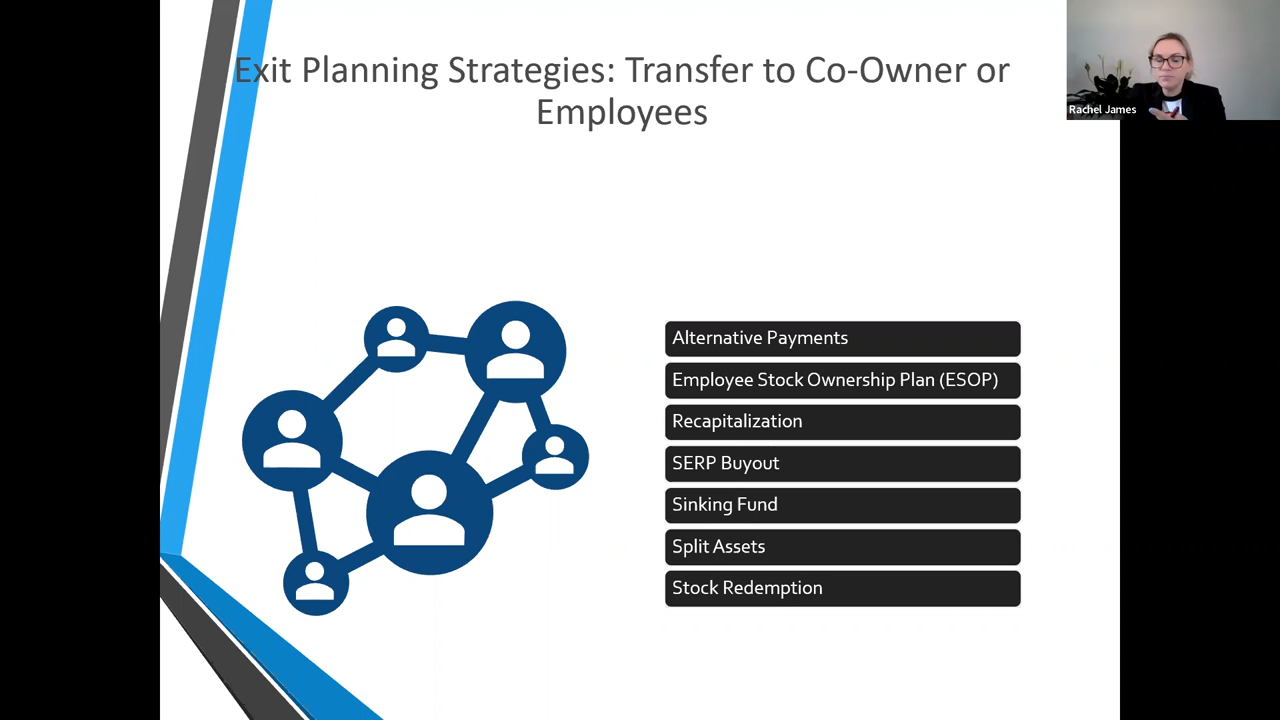 Exit Planning Strategies: Transfer to Co-Owner or
Employees
Rachel James
Alternative Payments
Employee Stock Ownership Plan (ESOP)
Recapitalization
SERP Buyout
Sinking Fund
Split Assets
Stock Redemption